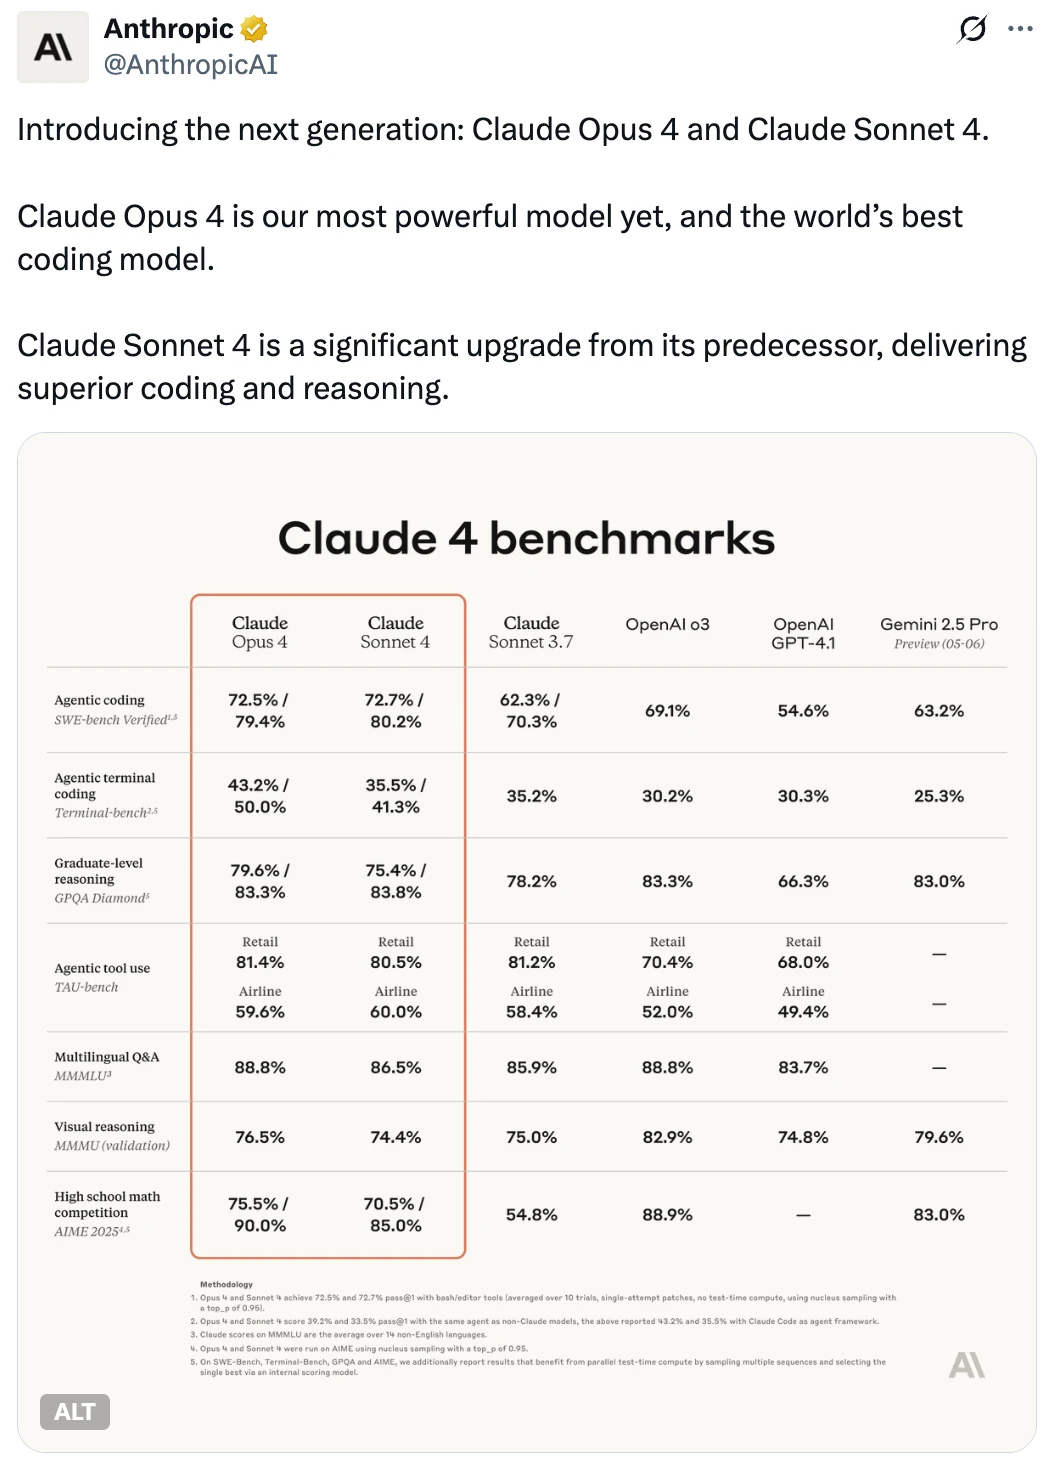 Anthropic
@AnthropicAI
Introducing the next generation: Claude Opus 4 and Claude Sonnet 4.
Claude Opus 4 is our most powerful model yet, and the world’s best
coding model.
Claude Sonnet 4 is a significant upgrade from its predecessor, delivering
superior coding and reasoning.
Claude 4 benchmarks
Claude Opus 4
Claude Sonnet 4
Claude Sonnet 3.7
OpenAI o3
OpenAI GPT-4.1
Gemini 2.5 Pro
Preview (05-06)
Agentic coding
SWE-bench Verified1,5
72.5% / 79.4%
72.7% / 80.2%
62.3% / 70.3%
69.1%
54.6%
63.2%
Agentic terminal coding
Terminal-bench2,5
43.2% / 50.0%
35.5% / 41.3%
35.2%
30.2%
30.3%
25.3%
Graduate-level reasoning
GPQA Diamond5
79.6% / 83.3%
75.4% / 83.8%
78.2%
83.3%
66.3%
83.0%
Agentic tool use
TAU-bench
Retail 81.4%
Retail 80.5%
Retail 81.2%
Retail 70.4%
Retail 68.0%
—
Airline 59.6%
Airline 60.0%
Airline 58.4%
Airline 52.0%
Airline 49.4%
—
Multilingual Q&A
MMMLU3
88.8%
86.5%
85.9%
88.8%
83.7%
—
Visual reasoning
MMMU (validation)
76.5%
74.4%
75.0%
82.9%
74.8%
79.6%
High school math competition
AIME 20254,5
75.5% / 90.0%
70.5% / 85.0%
54.8%
88.9%
—
83.0%
Methodology
1. Opus 4 and Sonnet 4 achieve 72.5% and 72.7% pass@1 with bash/editor tools (averaged over 10 trials, single-attempt patches, no test-time compute, using nucleus sampling with
a top_p of 0.95).
2. Opus 4 and Sonnet 4 score 39.2% and 33.5% pass@1 with the same agent as non-Claude models, the above reported 43.2% and 35.5% with Claude Code as agent framework.
3. Claude scores on MMMLU are the average over 14 non-English languages.
4. Opus 4 and Sonnet 4 were run on AIME using nucleus sampling with a top_p of 0.95.
5. On SWE-Bench, Terminal-Bench, GPQA and AIME, we additionally report results that benefit from parallel test-time compute by sampling multiple sequences and selecting the
single best via an internal scoring model.
ALT